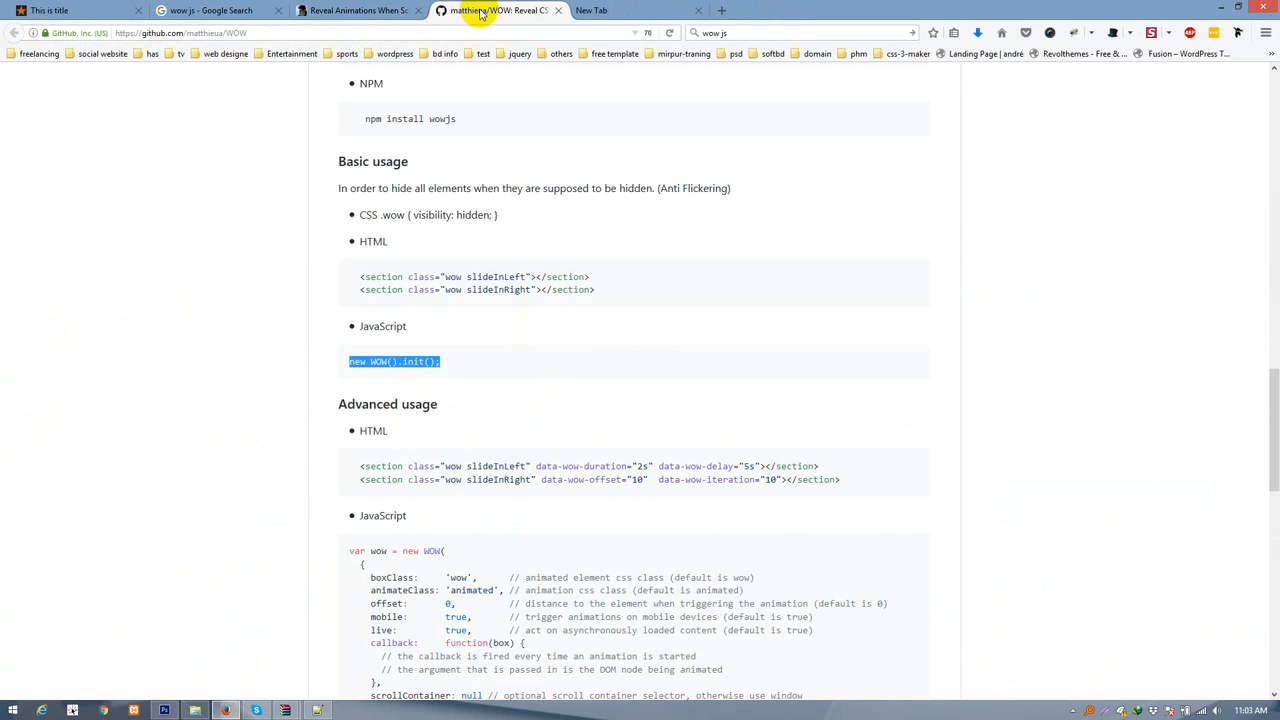 This is title
wow js - Google Search
Reveal Animations When Sc
matthieua/WOW: Reveal CS
New Tab
GitHub, Inc. (US)
https://github.com/matthieua/WOW
70
wow js
freelancing
social website
has
tv
web designe
Entertainment
sports
wordpress
bd info
test
jquery
others
free template
mirpur-traning
psd
softbd
domain
phm
css-3-maker
Landing Page | andré
Revolthemes - Free & ...
Fusion – WordPress T...
• NPM
npm install wowjs
Basic usage
In order to hide all elements when they are supposed to be hidden. (Anti Flickering)
• CSS .wow { visibility: hidden; }
• HTML
<section class="wow slideInLeft"></section>
<section class="wow slideInRight"></section>
• JavaScript
new WOW().init();
Advanced usage
• HTML
<section class="wow slideInLeft" data-wow-duration="2s" data-wow-delay="5s"></section>
<section class="wow slideInRight" data-wow-offset="10"  data-wow-iteration="10"></section>
• JavaScript
var wow = new WOW(
{
boxClass:     'wow',      // animated element css class (default is wow)
animateClass: 'animated', // animation css class (default is animated)
offset:       0,          // distance to the element when triggering the animation (default is 0)
mobile:       true,       // trigger animations on mobile devices (default is true)
live:         true,       // act on asynchronously loaded content (default is true)
callback:     function(box) {
// the callback is fired every time an animation is started
// the argument that is passed in is the DOM node being animated
},
scrollContainer: null // optional scroll container selector, otherwise use window
11:03 AM